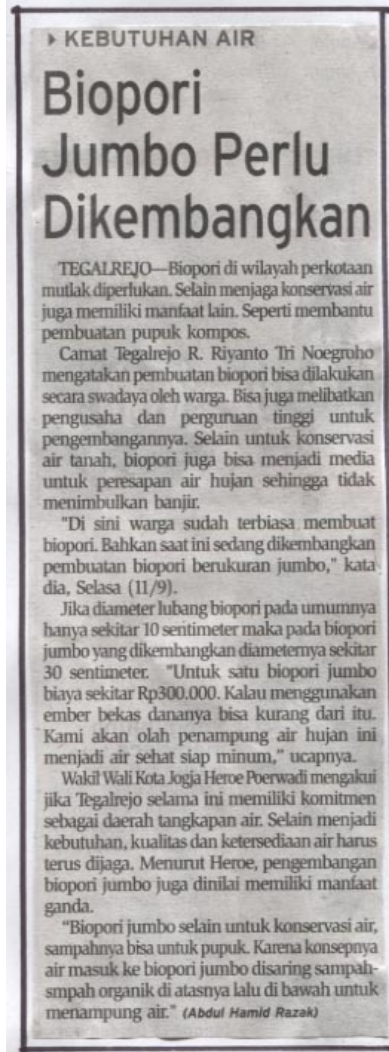 ▸ KEBUTUHAN AIR
Biopori
Jumbo Perlu
Dikembangkan
TEGALREJO—Biopori di wilayah perkotaan
mutlak diperlukan. Selain menjaga konservasi air
juga memiliki manfaat lain. Seperti membantu
pembuatan pupuk kompos.
Camat Tegalrejo R. Riyanto Tri Noegroho
mengatakan pembuatan biopori bisa dilakukan
secara swadaya oleh warga. Bisa juga melibatkan
pengusaha dan perguruan tinggi untuk
pengembangannya. Selain untuk konservasi
air tanah, biopori juga bisa menjadi media
untuk peresapan air hujan sehingga tidak
menimbulkan banjir.
"Di sini warga sudah terbiasa membuat
biopori. Bahkan saat ini sedang dikembangkan
pembuatan biopori berukuran jumbo," kata
dia, Selasa (11/9).
Jika diameter lubang biopori pada umumnya
hanya sekitar 10 sentimeter maka pada biopori
jumbo yang dikembangkan diameternya sekitar
30 sentimeter. "Untuk satu biopori jumbo
biaya sekitar Rp300.000. Kalau menggunakan
ember bekas dananya bisa kurang dari itu.
Kami akan olah penampung air hujan ini
menjadi air sehat siap minum," ucapnya.
Wakil Wali Kota Jogja Heroe Poerwadi mengakui
jika Tegalrejo selama ini memiliki komitmen
sebagai daerah tangkapan air. Selain menjadi
kebutuhan, kualitas dan ketersediaan air harus
terus dijaga. Menurut Heroe, pengembangan
biopori jumbo juga dinilai memiliki manfaat
ganda.
"Biopori jumbo selain untuk konservasi air,
sampahnya bisa untuk pupuk. Karena konsepnya
air masuk ke biopori jumbo disaring sampah-
smpah organik di atasnya lalu di bawah untuk
menampung air." (Abdul Hamid Razak)